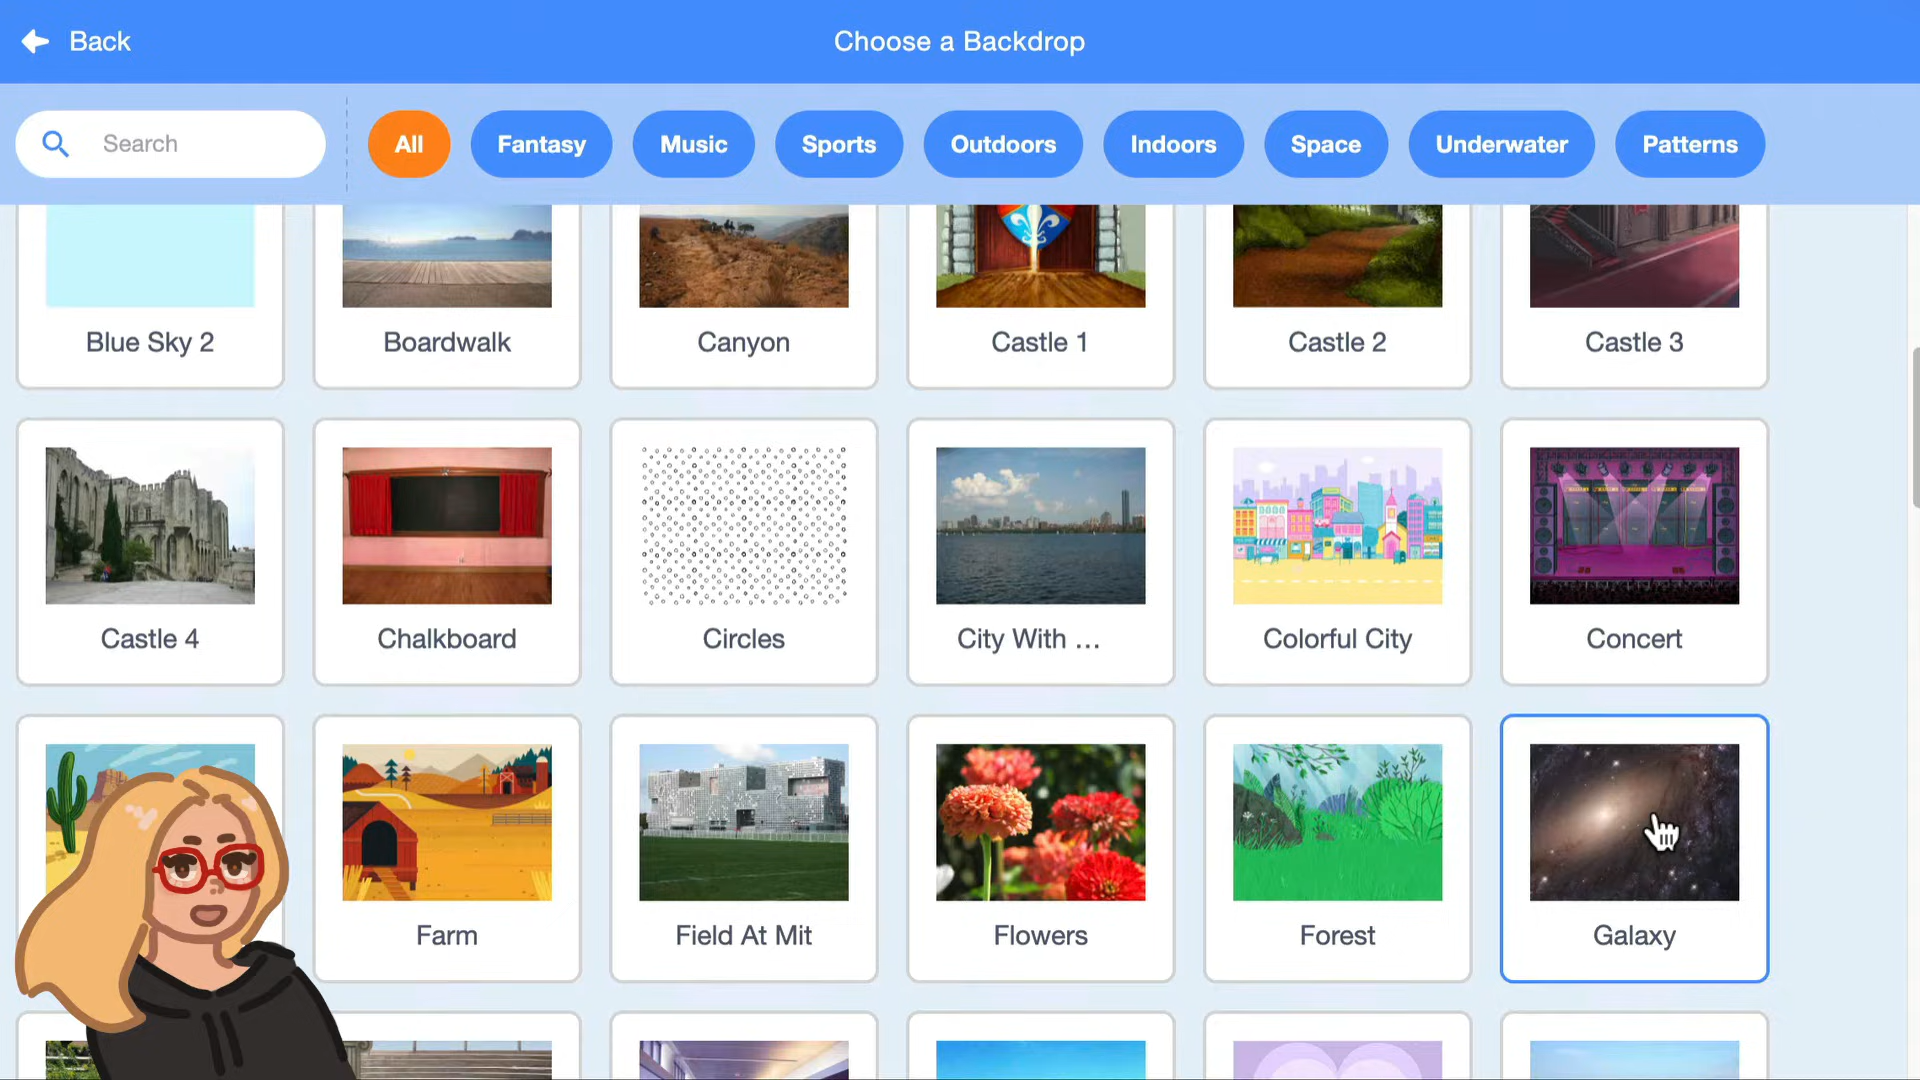 Back
Choose a Backdrop
Search
All
Fantasy
Music
Sports
Outdoors
Indoors
Space
Underwater
Patterns
Blue Sky 2
Boardwalk
Canyon
Castle 1
Castle 2
Castle 3
Castle 4
Chalkboard
Circles
City With ...
Colorful City
Concert
Farm
Field At Mit
Flowers
Forest
Galaxy